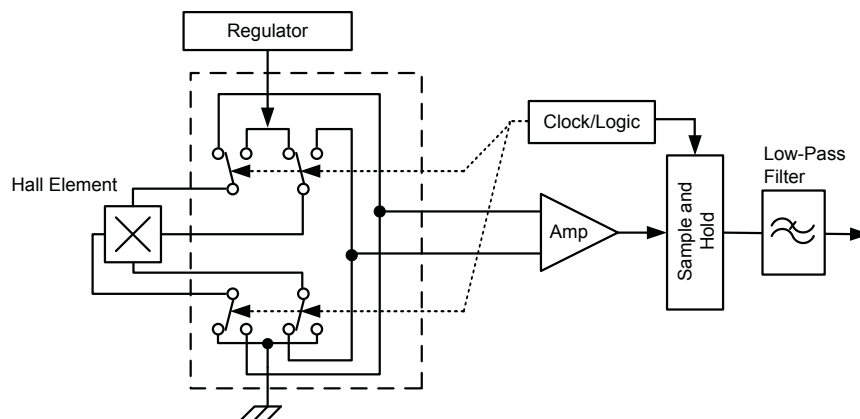 Regulator
Clock/Logic
Hall Element
Low-Pass
Filter
Amp
Sample and
Hold